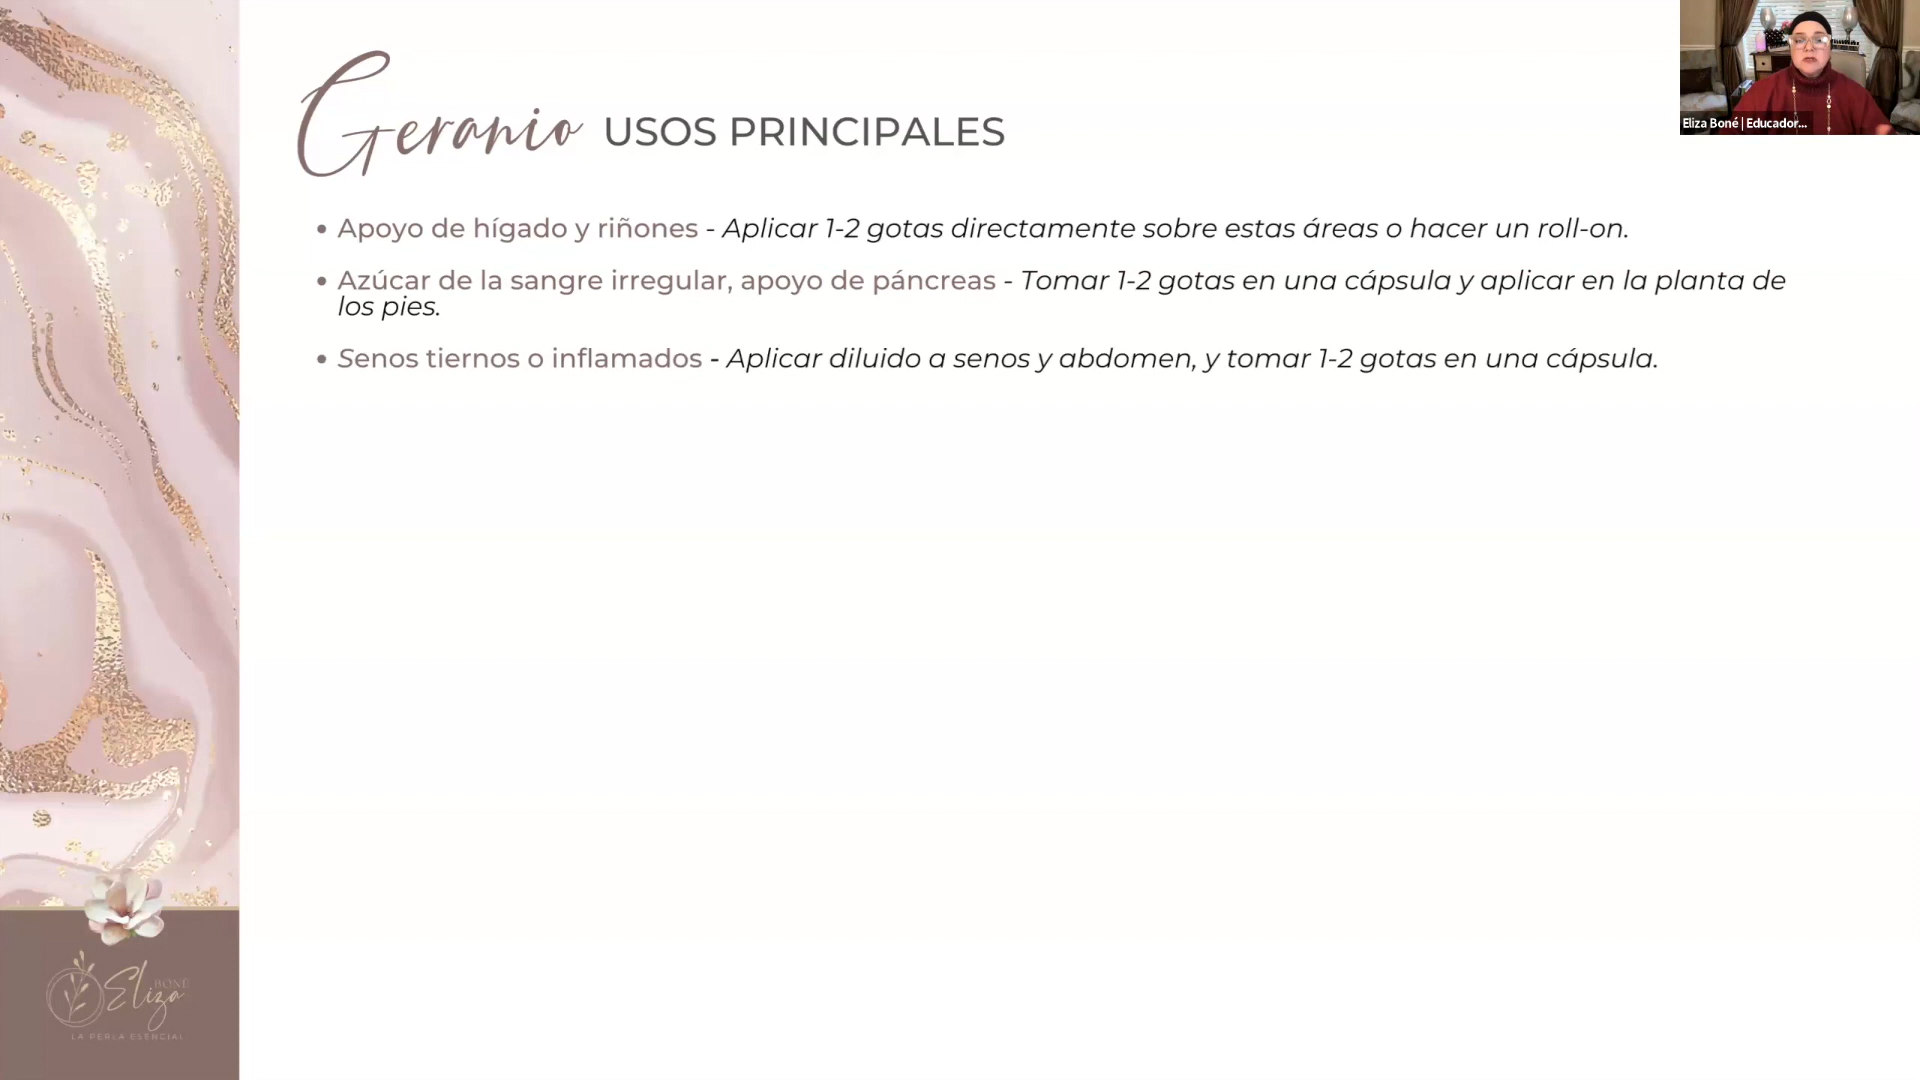 Geranio USOS PRINCIPALES
Eliza Boné | Educador...
• Apoyo de hígado y riñones - Aplicar 1-2 gotas directamente sobre estas áreas o hacer un roll-on.
• Azúcar de la sangre irregular, apoyo de páncreas - Tomar 1-2 gotas en una cápsula y aplicar en la planta de
los pies.
• Senos tiernos o inflamados - Aplicar diluido a senos y abdomen, y tomar 1-2 gotas en una cápsula.
Eliza BONÉ
LA PERLA ESENCIAL